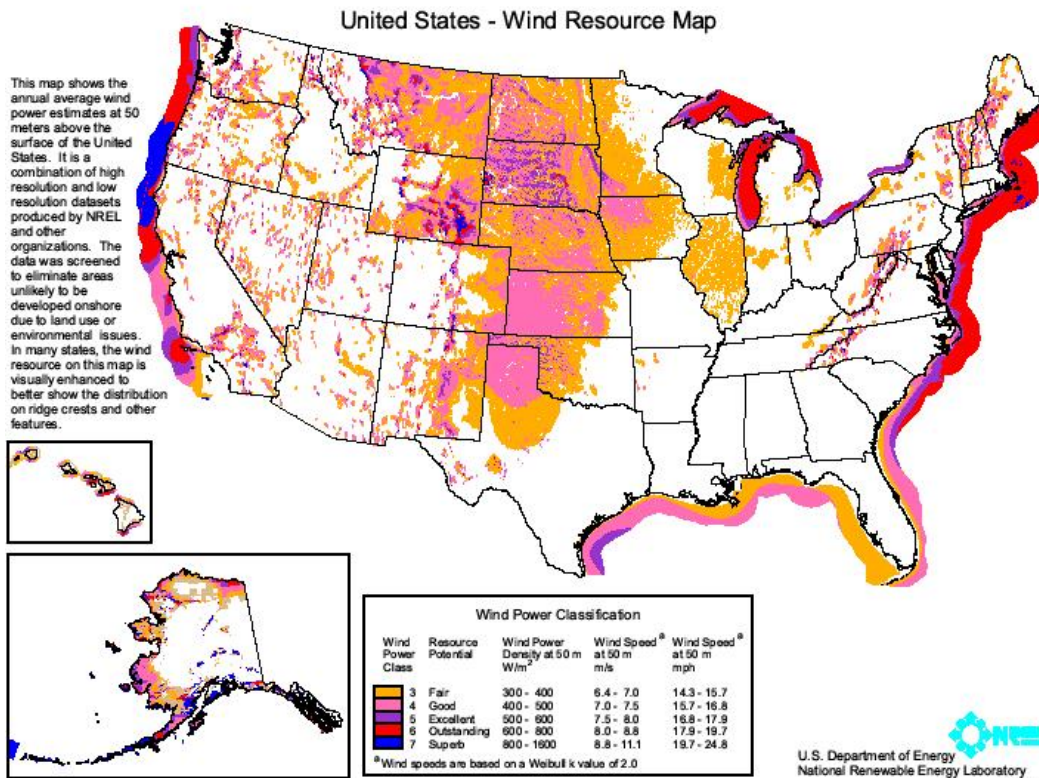 United States - Wind Resource Map
This map shows the
annual average wind
power estimates at 50
meters above the
surface of the United
States. It is a
combination of high
resolution and low
resolution datasets
produced by NREL
and other
organizations. The
data was screened
to eliminate areas
unlikely to be
developed onshore
due to land use or
environmental issues.
In many states, the wind
resource on this map is
visually enhanced to
better show the distribution
on ridge crests and other
features.
Wind Power Classification
Wind Power Class Resource Potential Wind Power Density at 50 m W/m2 Wind Speed a at 50 m m/s Wind Speed a at 50 m mph
3 Fair 300 - 400 6.4 - 7.0 14.3 - 15.7
4 Good 400 - 500 7.0 - 7.5 15.7 - 16.8
5 Excellent 500 - 600 7.5 - 8.0 16.8 - 17.9
6 Outstanding 600 - 800 8.0 - 8.8 17.9 - 19.7
7 Superb 800 - 1600 8.8 - 11.1 19.7 - 24.8
a Wind speeds are based on a Weibull k value of 2.0
NREL
U.S. Department of Energy
National Renewable Energy Laboratory